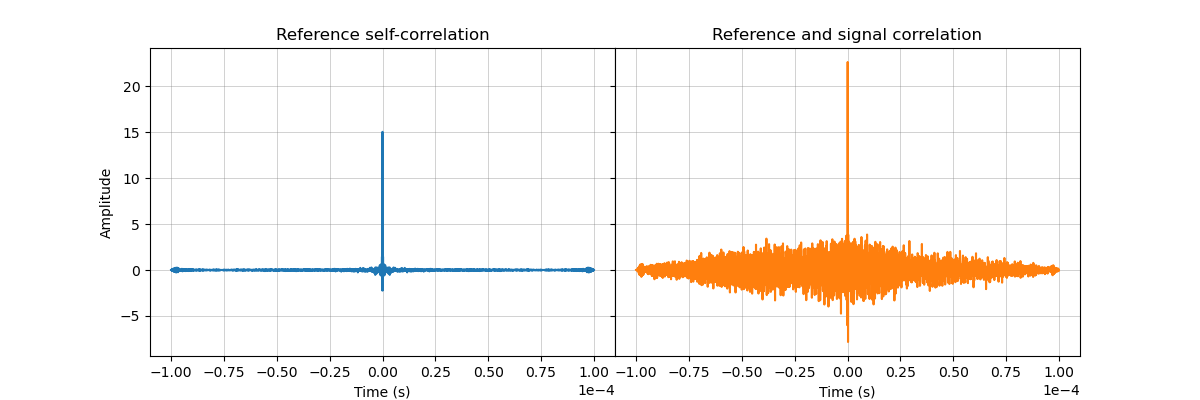 Reference self-correlation
Reference and signal correlation
Amplitude
20
15
10
5
0
−5
−1.00 −0.75 −0.50 −0.25 0.00 0.25 0.50 0.75 1.00
1e−4
Time (s)
−1.00 −0.75 −0.50 −0.25 0.00 0.25 0.50 0.75 1.00
1e−4
Time (s)